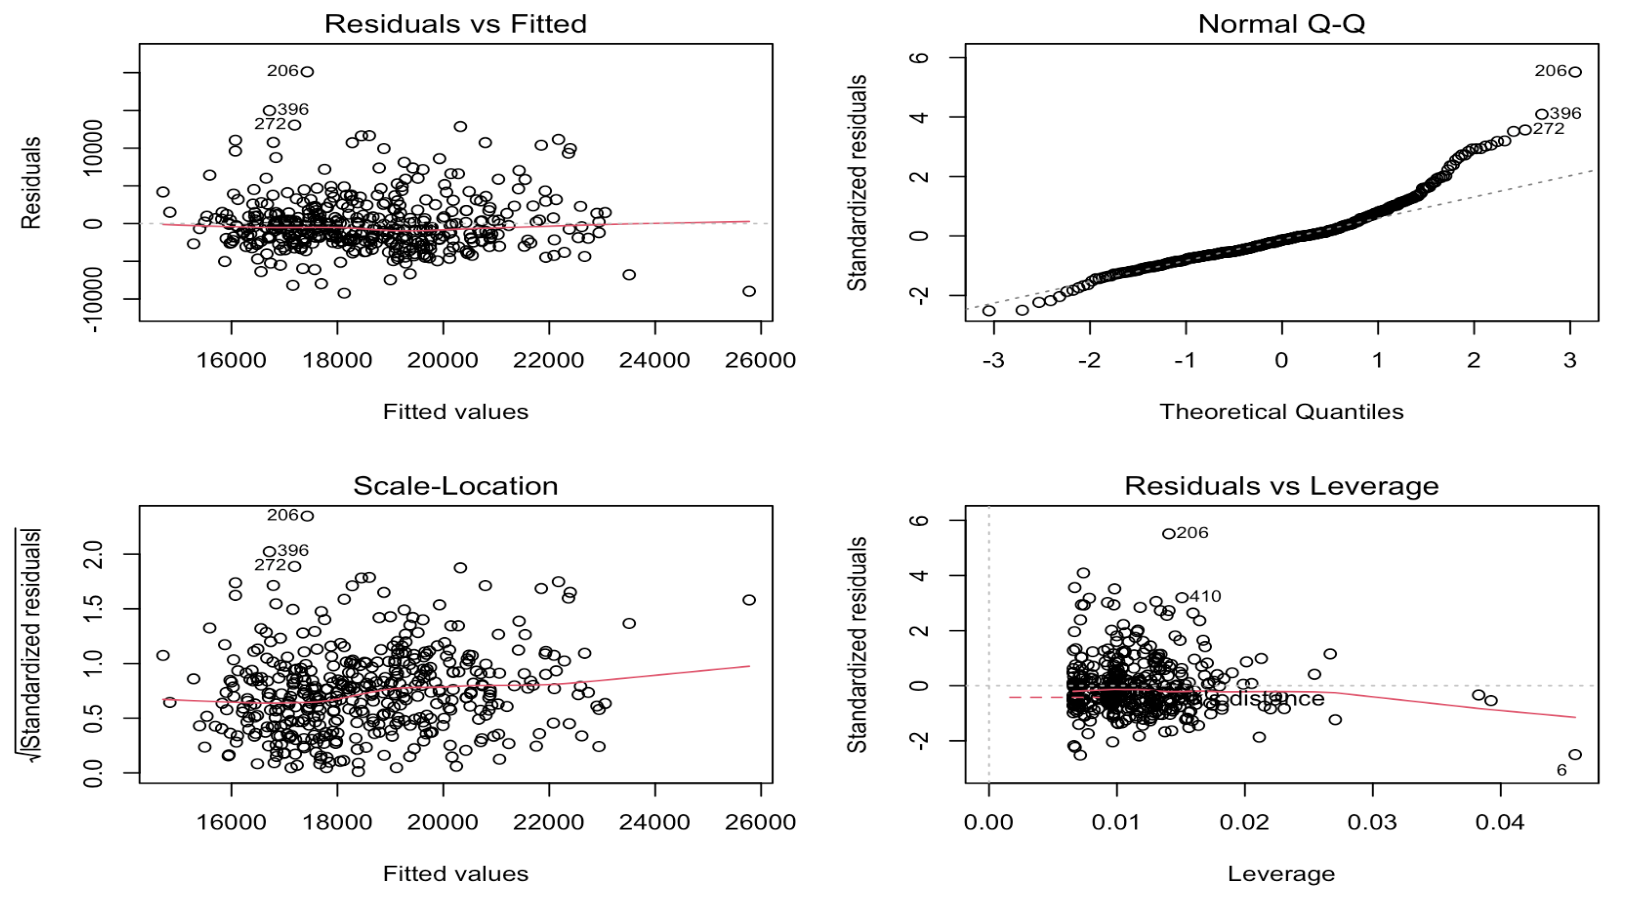 Residuals vs Fitted
Residuals
-10000 0 10000
206
396
272
16000 18000 20000 22000 24000 26000
Fitted values
Normal Q-Q
Standardized residuals
-2 0 2 4 6
206
396
272
-3 -2 -1 0 1 2 3
Theoretical Quantiles
Scale-Location
√|Standardized residuals|
0.0 0.5 1.0 1.5 2.0
206
396
272
16000 18000 20000 22000 24000 26000
Fitted values
Residuals vs Leverage
Standardized residuals
-2 0 2 4 6
206
410
distance
6
0.00 0.01 0.02 0.03 0.04
Leverage